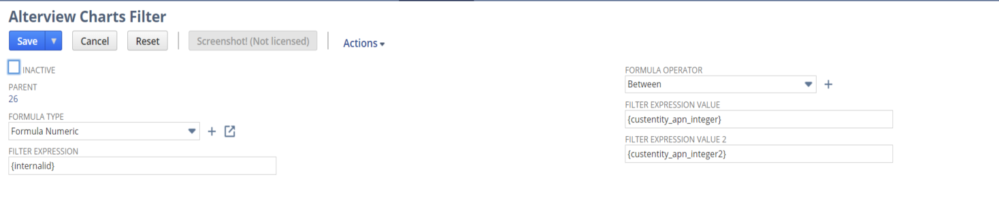 Alterview Charts Filter
Save ▼ Cancel Reset Screenshot! (Not licensed) Actions
INACTIVE
PARENT
26
FORMULA TYPE
Formula Numeric
FILTER EXPRESSION
{internalid}
FORMULA OPERATOR
Between
FILTER EXPRESSION VALUE
{custentity_apn_integer}
FILTER EXPRESSION VALUE 2
{custentity_apn_integer2}